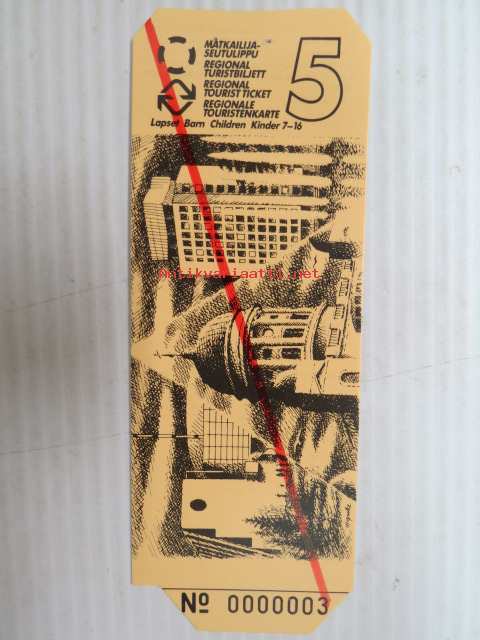 MATKAILIJA-
SEUTULIPPU
REGIONAL
TURISTBILJETT
REGIONAL
TOURIST TICKET
REGIONALE
TOURISTENKARTE
5
Lapset Barn Children Kinder 7-16
Antikvariaatti.net
Nº 0000003